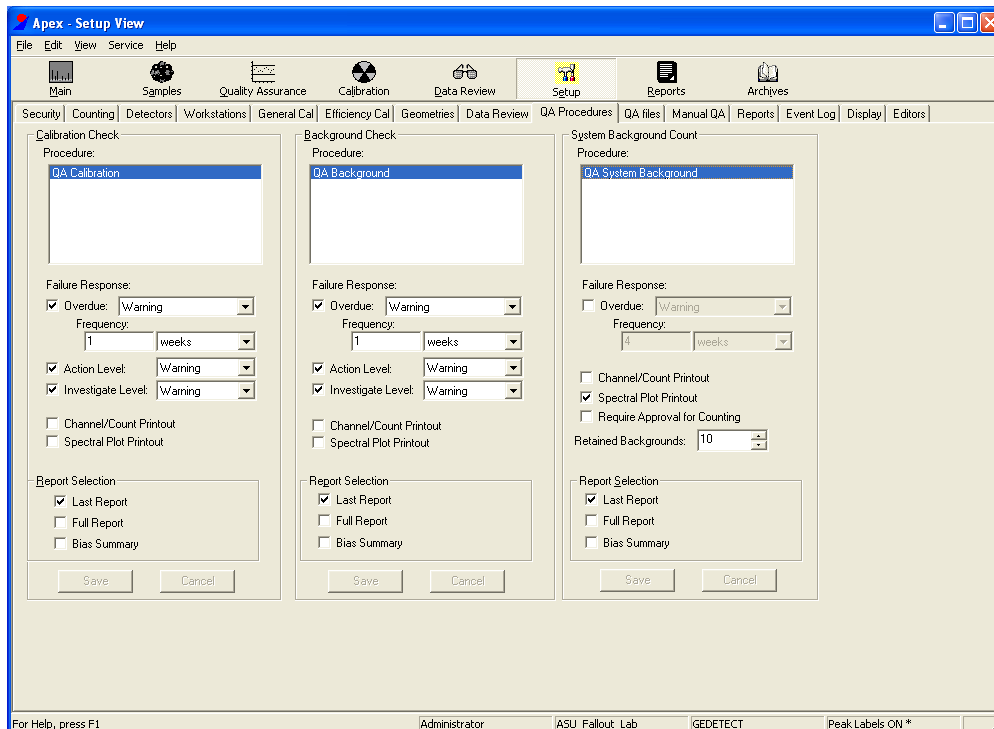 Apex - Setup View
File Edit View Service Help
Main Samples Quality Assurance Calibration Data Review Setup Reports Archives
Security Counting Detectors Workstations General Cal Efficiency Cal Geometries Data Review QA Procedures QA files Manual QA Reports Event Log Display Editors
Calibration Check
Procedure:
QA Calibration
Failure Response:
Overdue: Warning
Frequency:
1 weeks
Action Level: Warning
Investigate Level: Warning
Channel/Count Printout
Spectral Plot Printout
Report Selection
Last Report
Full Report
Bias Summary
Save Cancel
Background Check
Procedure:
QA Background
Failure Response:
Overdue: Warning
Frequency:
1 weeks
Action Level: Warning
Investigate Level: Warning
Channel/Count Printout
Spectral Plot Printout
Report Selection
Last Report
Full Report
Bias Summary
Save Cancel
System Background Count
Procedure:
QA System Background
Failure Response:
Overdue: Warning
Frequency:
4 weeks
Channel/Count Printout
Spectral Plot Printout
Require Approval for Counting
Retained Backgrounds: 10
Report Selection
Last Report
Full Report
Bias Summary
Save Cancel
For Help, press F1 Administrator ASU_Fallout_Lab GEDETECT Peak Labels ON *